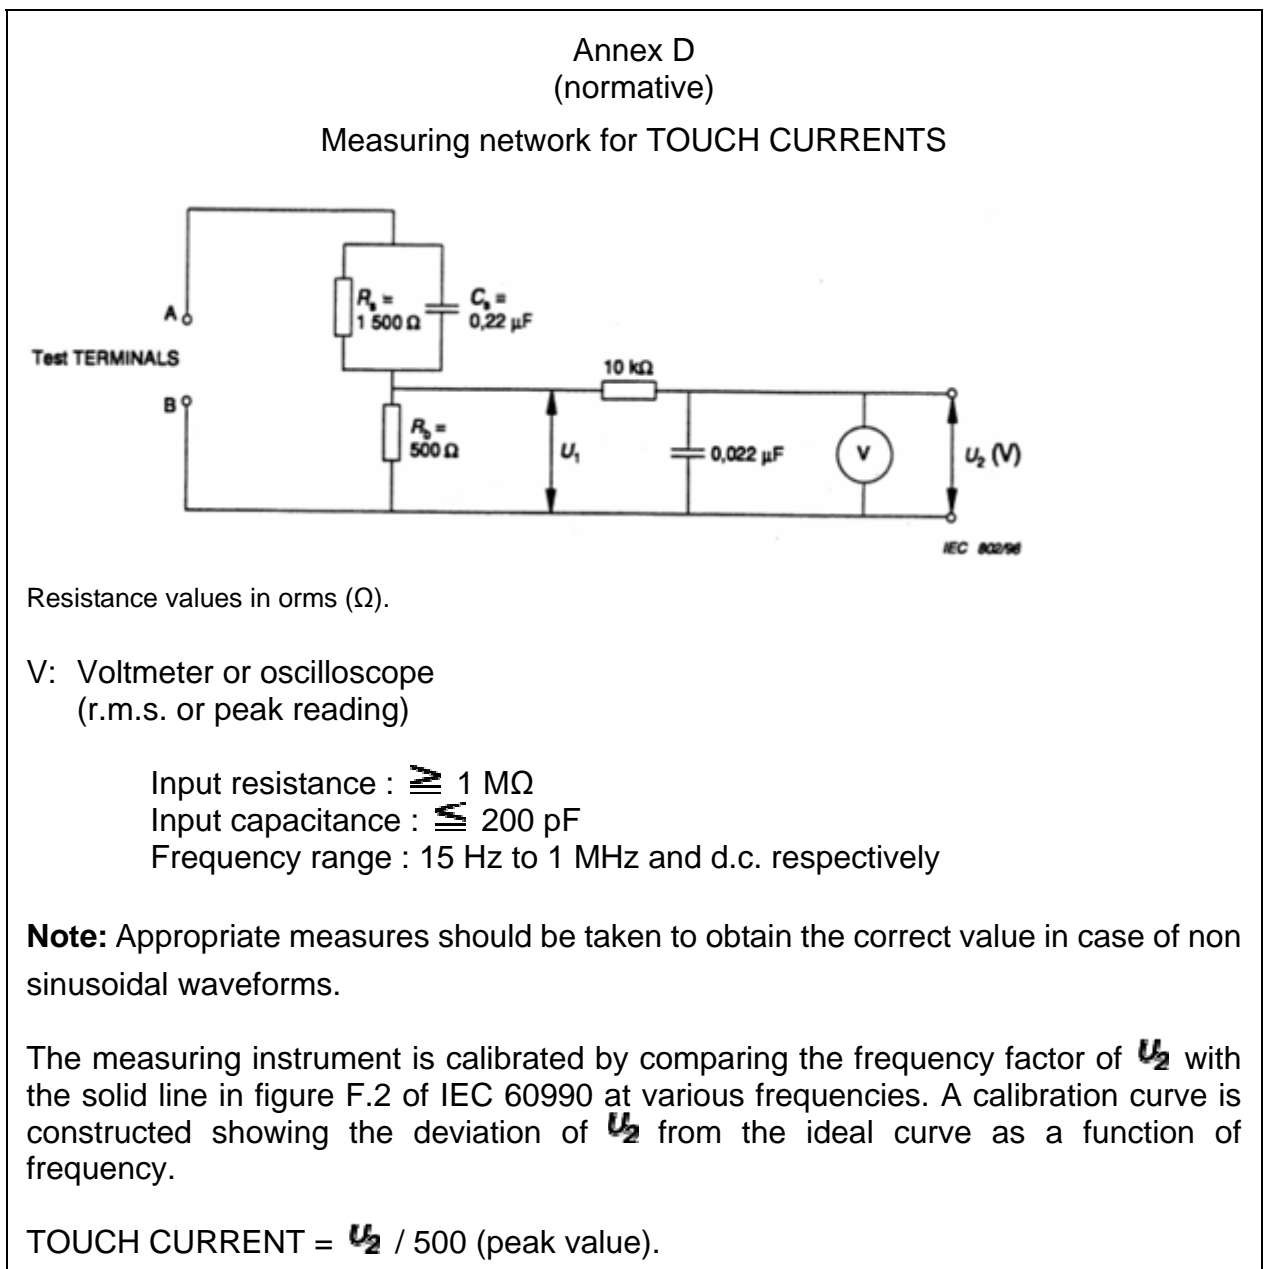 Annex D
(normative)
Measuring network for TOUCH CURRENTS
A
Test TERMINALS
B
Rs =
1 500 Ω
Cs =
0,22 µF
10 kΩ
Rb =
500 Ω
U1
0,022 µF
V
U2 (V)
IEC 802/96
Resistance values in orms (Ω).
V: Voltmeter or oscilloscope
(r.m.s. or peak reading)
Input resistance : ≧ 1 MΩ
Input capacitance : ≦ 200 pF
Frequency range : 15 Hz to 1 MHz and d.c. respectively
Note: Appropriate measures should be taken to obtain the correct value in case of non
sinusoidal waveforms.
The measuring instrument is calibrated by comparing the frequency factor of U2 with
the solid line in figure F.2 of IEC 60990 at various frequencies. A calibration curve is
constructed showing the deviation of U2 from the ideal curve as a function of
frequency.
TOUCH CURRENT = U2 / 500 (peak value).